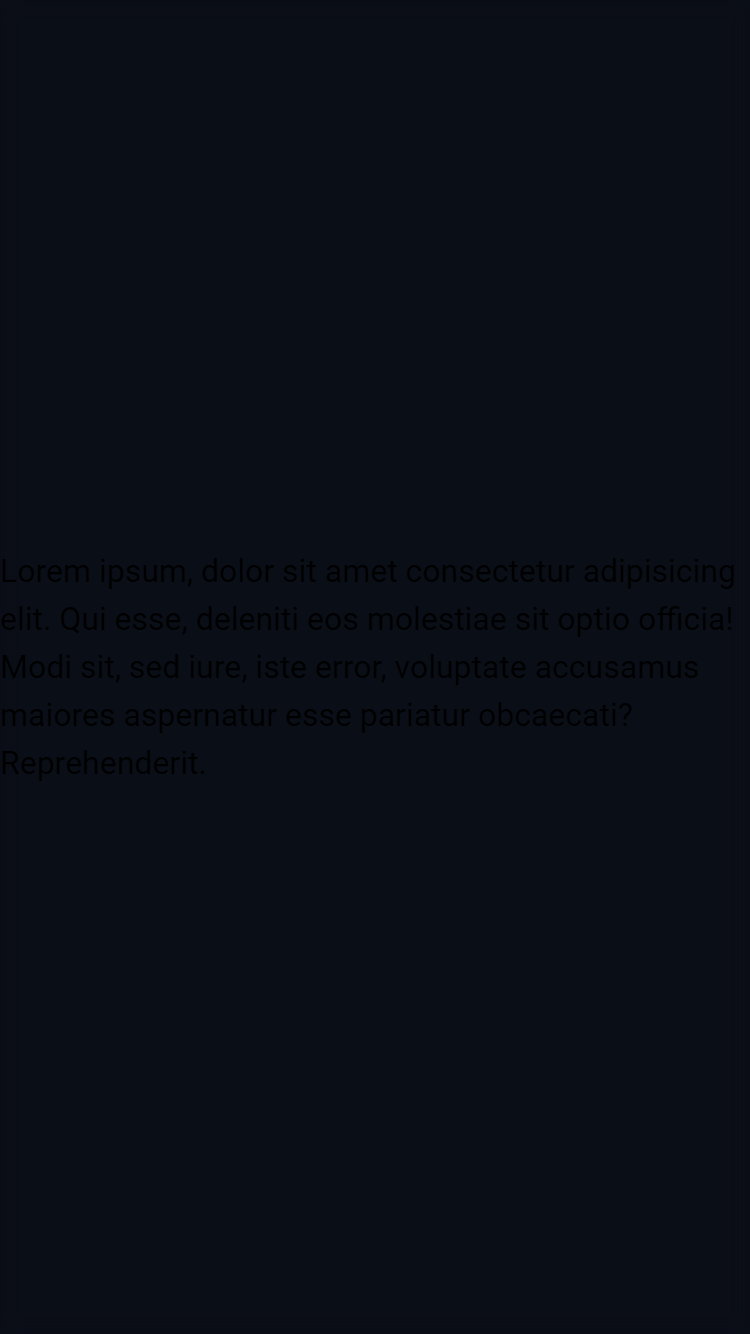 Lorem ipsum, dolor sit amet consectetur adipisicing
elit. Qui esse, deleniti eos molestiae sit optio officia!
Modi sit, sed iure, iste error, voluptate accusamus
maiores aspernatur esse pariatur obcaecati?
Reprehenderit.